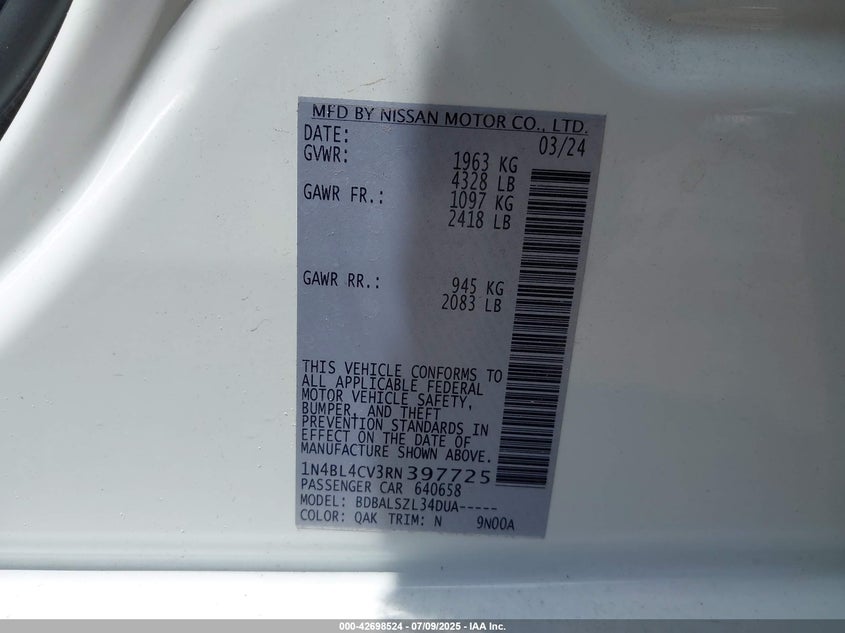 MFD BY NISSAN MOTOR CO., LTD.
DATE: 03/24
GVWR: 1963 KG
4328 LB
GAWR FR.: 1097 KG
2418 LB
GAWR RR.: 945 KG
2083 LB
THIS VEHICLE CONFORMS TO
ALL APPLICABLE FEDERAL
MOTOR VEHICLE SAFETY,
BUMPER, AND THEFT
PREVENTION STANDARDS IN
EFFECT ON THE DATE OF
MANUFACTURE SHOWN ABOVE.
1N4BL4CV3RN397725
PASSENGER CAR 640658
MODEL: BDBALSZL34DUA-----
COLOR: QAK TRIM: N 9N00A
000-42698524 - 07/09/2025 - IAA Inc.